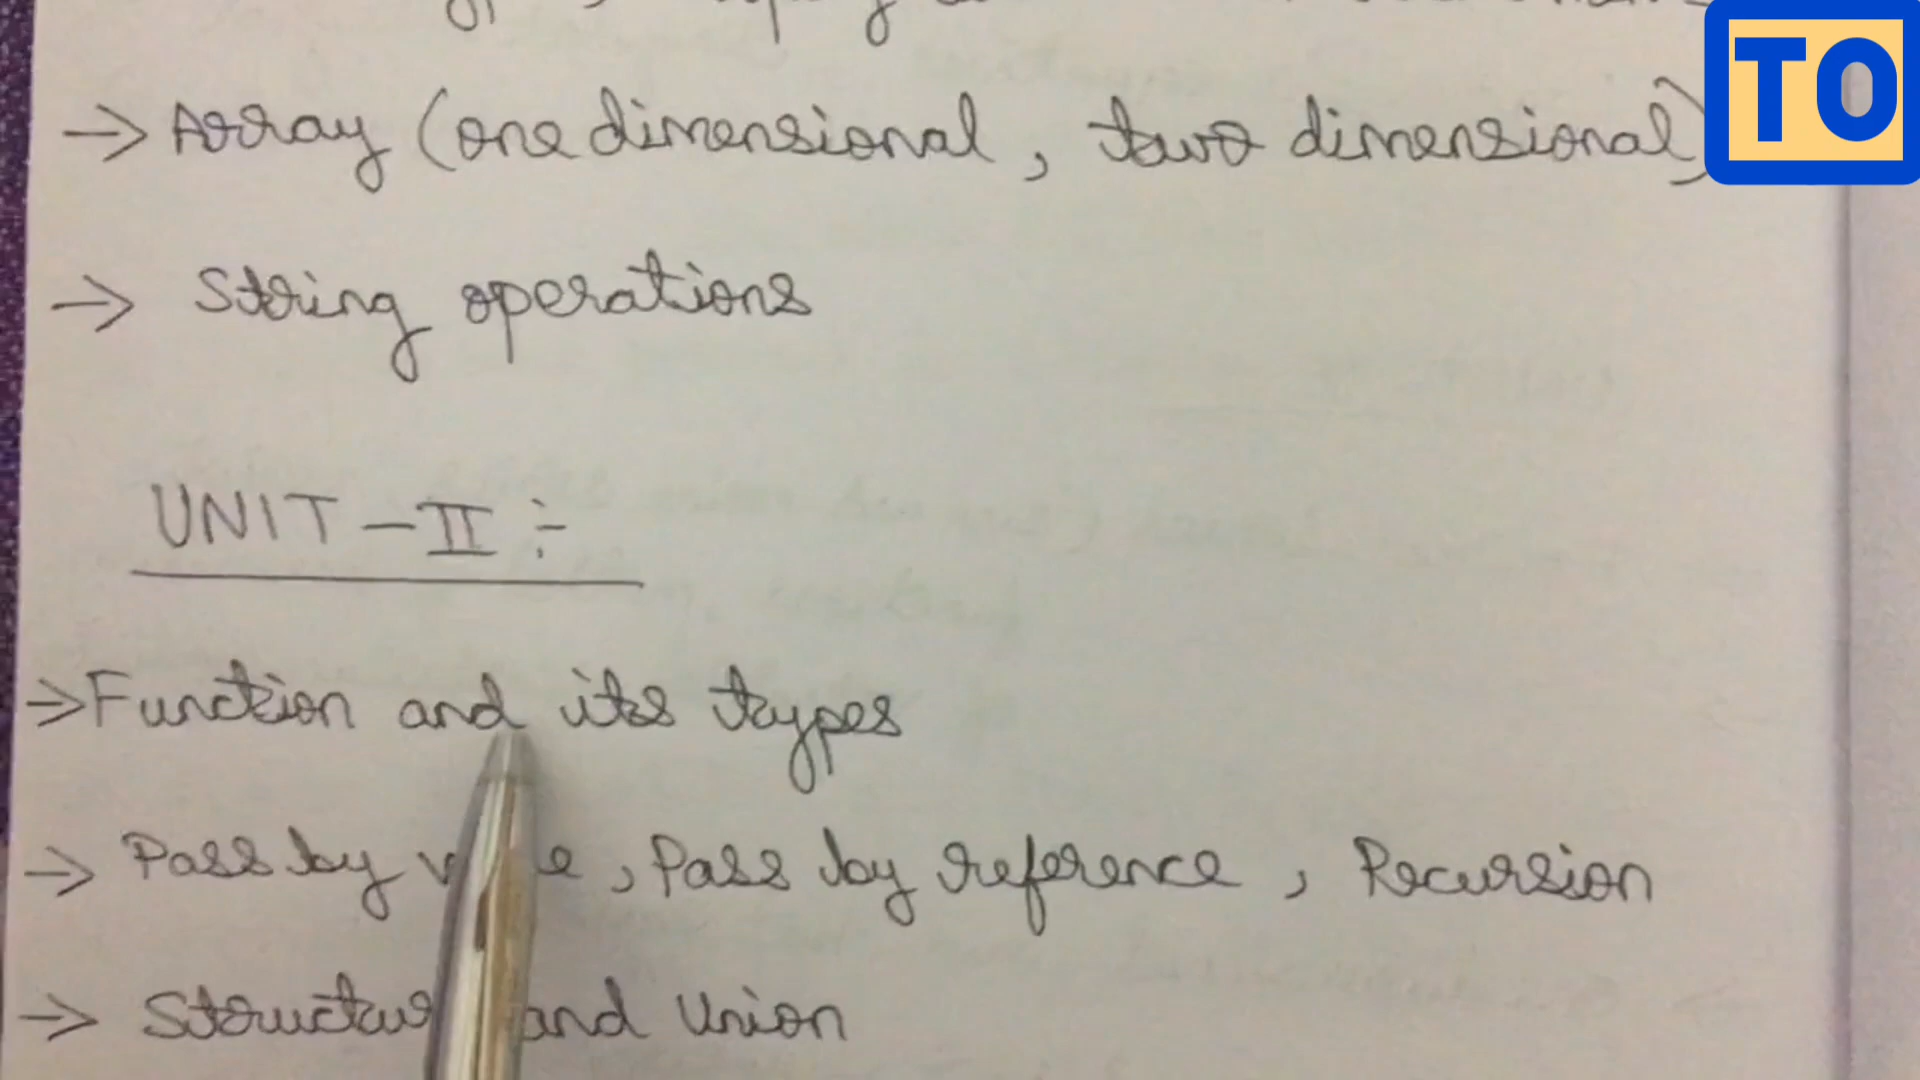 → Array (one dimensional, two dimensional)
TO
→ String operations
UNIT - II :-
→ Function and its types
→ Pass by , Pass by reference, Recursion
→ and Union